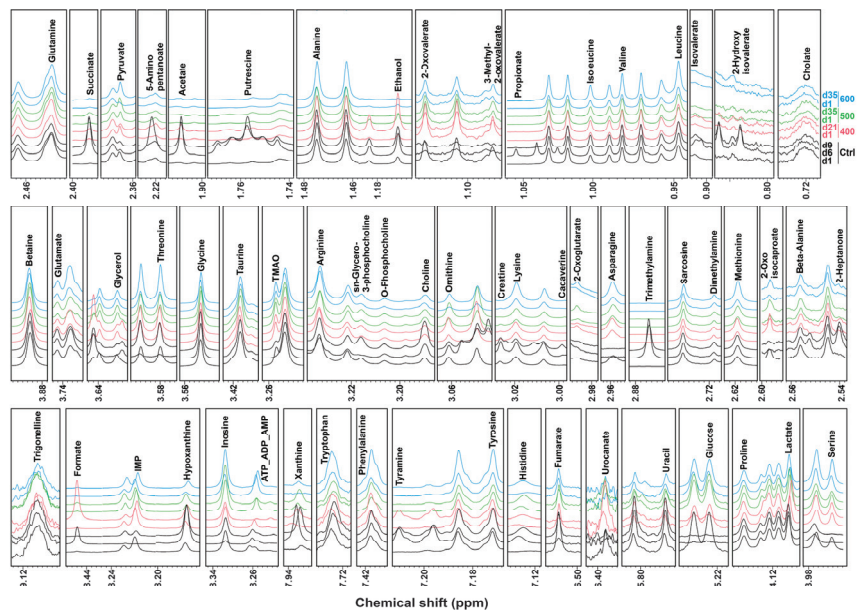 Glutamine
Succinate
Pyruvate
5-Amino
pentanoate
Acetate
Putrescine
Alanine
Ethanol
2-Oxovalerate
3-Nethyl-
2-oxovalerate
Propionate
Isoleucine
Valine
Leucine
Isovalerate
2-Hydroxy
isovalerate
Cholate
d35
d1
600
d35
d1
500
d21
d1
400
d9
d6
d1
Ctrl
2.46
2.40
2.36
2.22
1.90
1.76
1.74
1.48
1.46
1.18
1.10
1.05
1.00
0.95
0.90
0.80
0.72
Betaine
Glutamate
Glycerol
Threonine
Glycine
Taurine
TMAO
Arginine
sn-Glycero-
3-phosphocholine
O-Fhosphocholine
Choline
Ornithine
Crestine
Lysine
Cacaverine
2-Oxoglutarate
Asparagine
Trimethylamine
Sarcosine
Dimethylamine
Methionine
2-Oxo
isocaproate
Beta-Alanine
2-Heptanone
3.88
3.74
3.64
3.58
3.56
3.42
3.26
3.22
3.20
3.06
3.02
3.00
2.98
2.96
2.88
2.72
2.62
2.60
2.56
2.54
Trigonelline
Formate
IMP
Hypoxanthine
Inosine
ATP_ADP_AMP
Xanthine
Tryptophan
Phenylalanine
Tyramine
Tyrosine
Histidine
Fumarate
Urocanate
Uracil
Glucose
Proline
Lactate
Serine
9.12
3.44
3.24
3.20
3.34
3.26
7.94
7.72
7.42
7.20
7.18
7.12
6.50
6.40
5.80
5.22
4.12
3.98
Chemical shift (ppm)